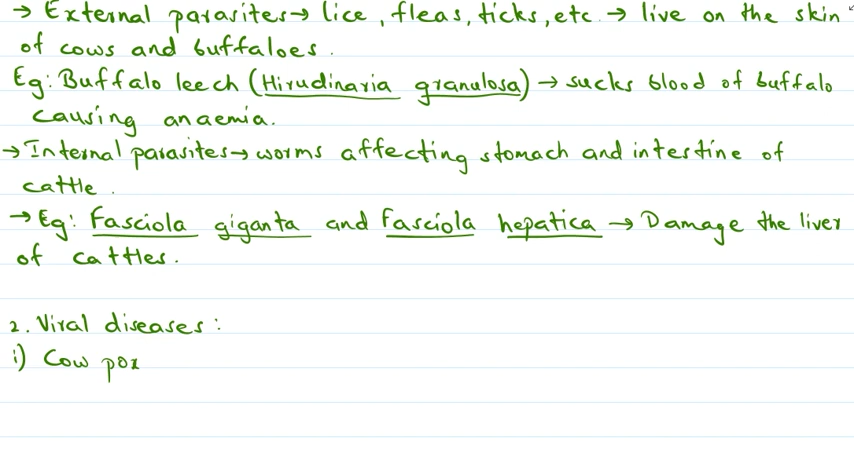 → External parasites → lice, fleas, ticks, etc. → live on the skin
of cows and buffaloes.
Eg: Buffalo leech (Hirudinaria granulosa) → sucks blood of buffalo
causing anaemia.
→ Internal parasites → worms affecting stomach and intestine of
cattle.
→ Eg: Fasciola giganta and Fasciola hepatica → Damage the liver
of cattles.
2. Viral diseases:
i) Cow pox